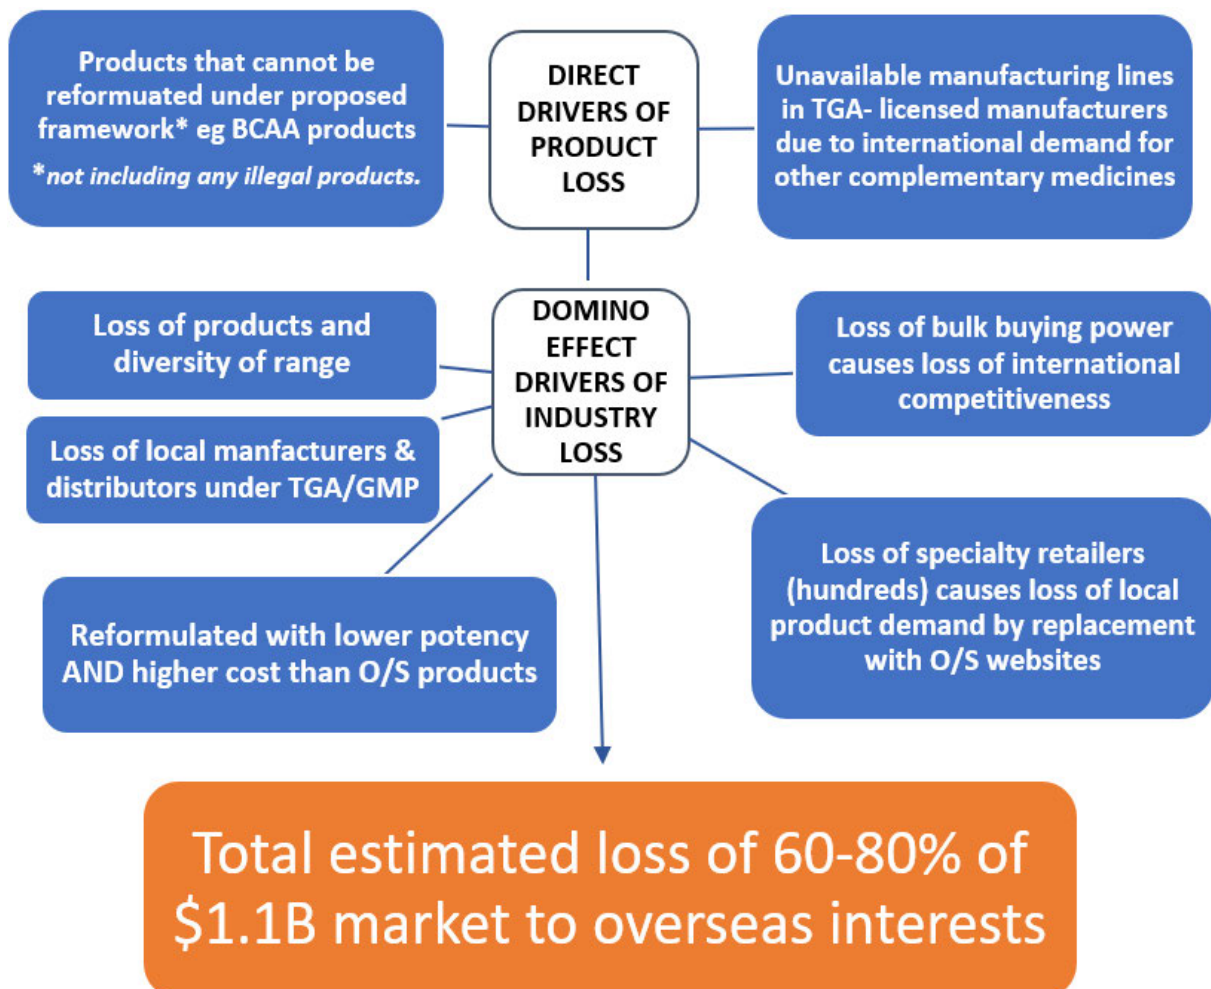 Products that cannot be
reformuated under proposed
framework* eg BCAA products
*not including any illegal products.
DIRECT
DRIVERS OF
PRODUCT
LOSS
Unavailable manufacturing lines
in TGA- licensed manufacturers
due to international demand for
other complementary medicines
Loss of products and
diversity of range
DOMINO
EFFECT
DRIVERS OF
INDUSTRY
LOSS
Loss of bulk buying power
causes loss of international
competitiveness
Loss of local manfacturers &
distributors under TGA/GMP
Reformulated with lower potency
AND higher cost than O/S products
Loss of specialty retailers
(hundreds) causes loss of local
product demand by replacement
with O/S websites
Total estimated loss of 60-80% of
$1.1B market to overseas interests